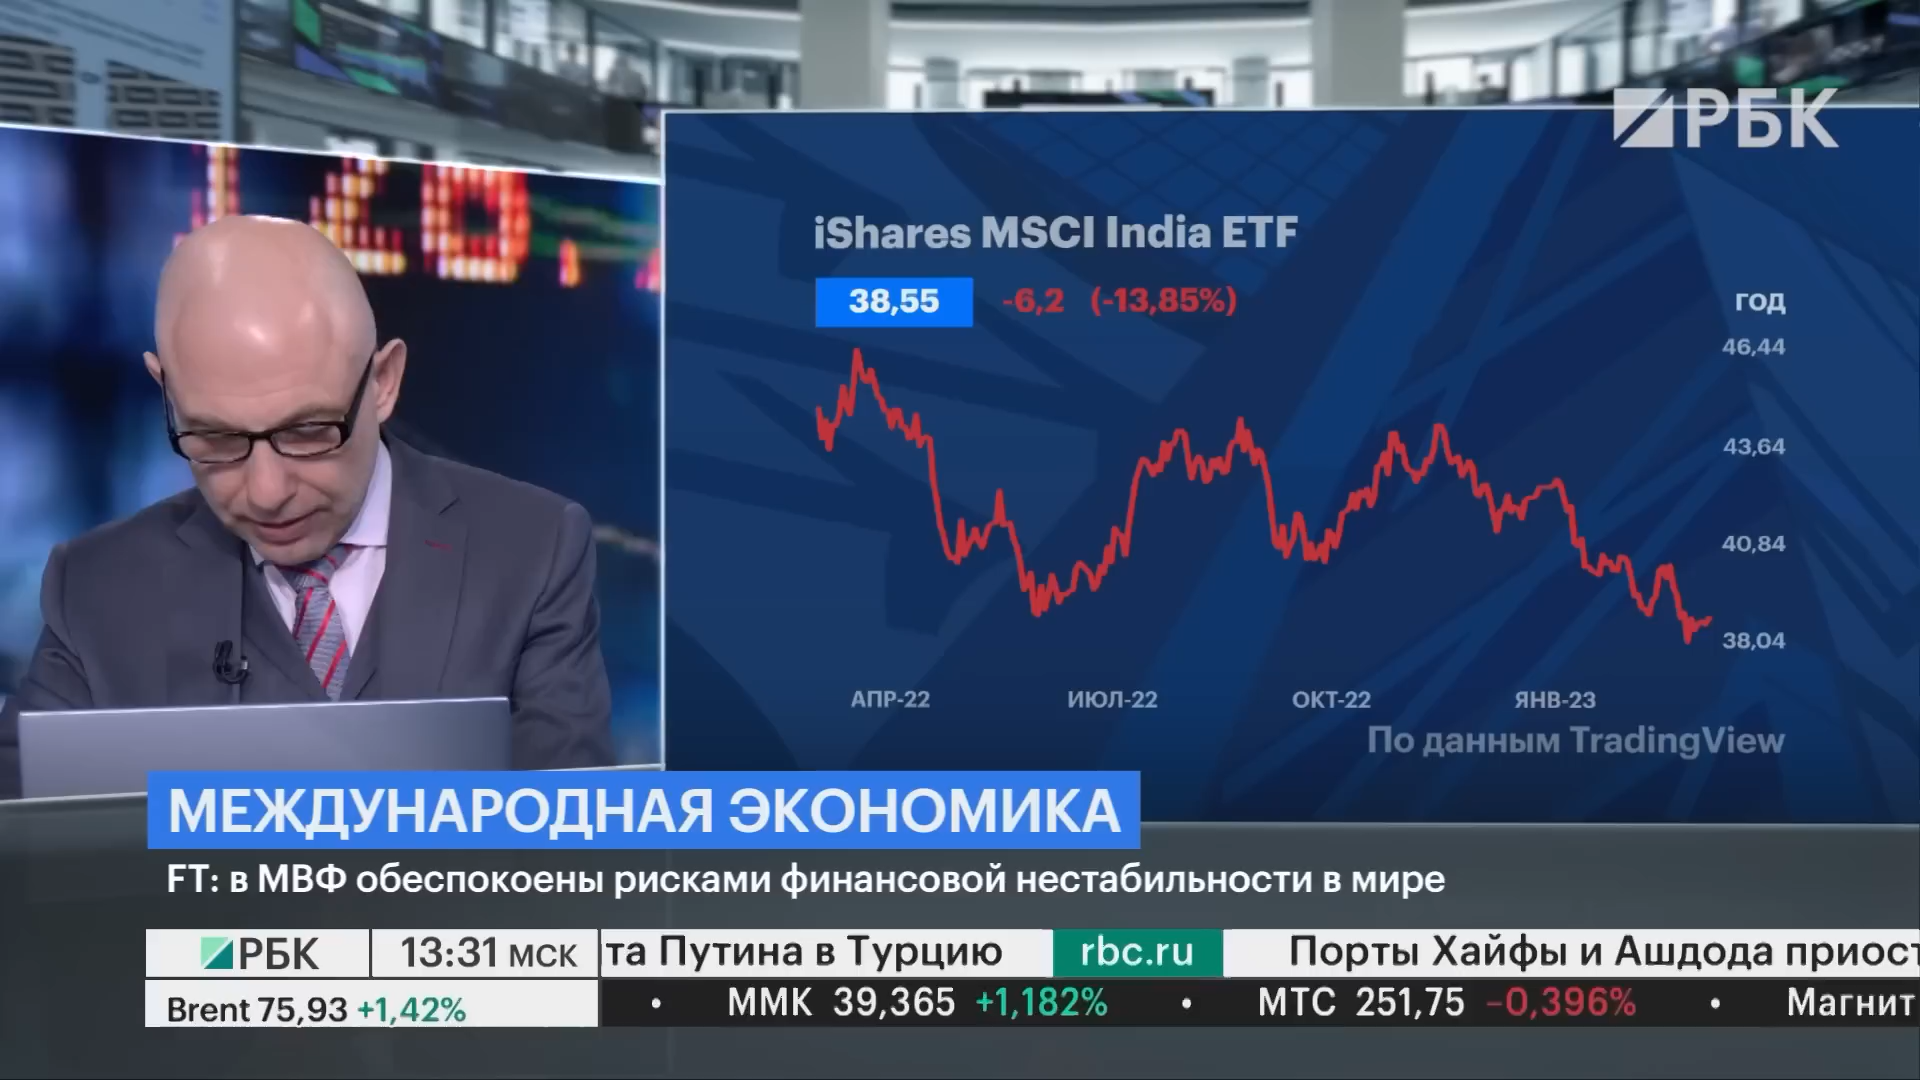 РБК
iShares MSCI India ETF
38,55 -6,2 (-13,85%)
ГОД
46,44
43,64
40,84
38,04
АПР-22 ИЮЛ-22 ОКТ-22 ЯНВ-23
По данным TradingView
МЕЖДУНАРОДНАЯ ЭКОНОМИКА
FT: в МВФ обеспокоены рисками финансовой нестабильности в мире
РБК 13:31 МСК та Путина в Турцию rbc.ru Порты Хайфы и Ашдода приост
Brent 75,93 +1,42% • ММК 39,365 +1,182% • МТС 251,75 -0,396% • Магнит